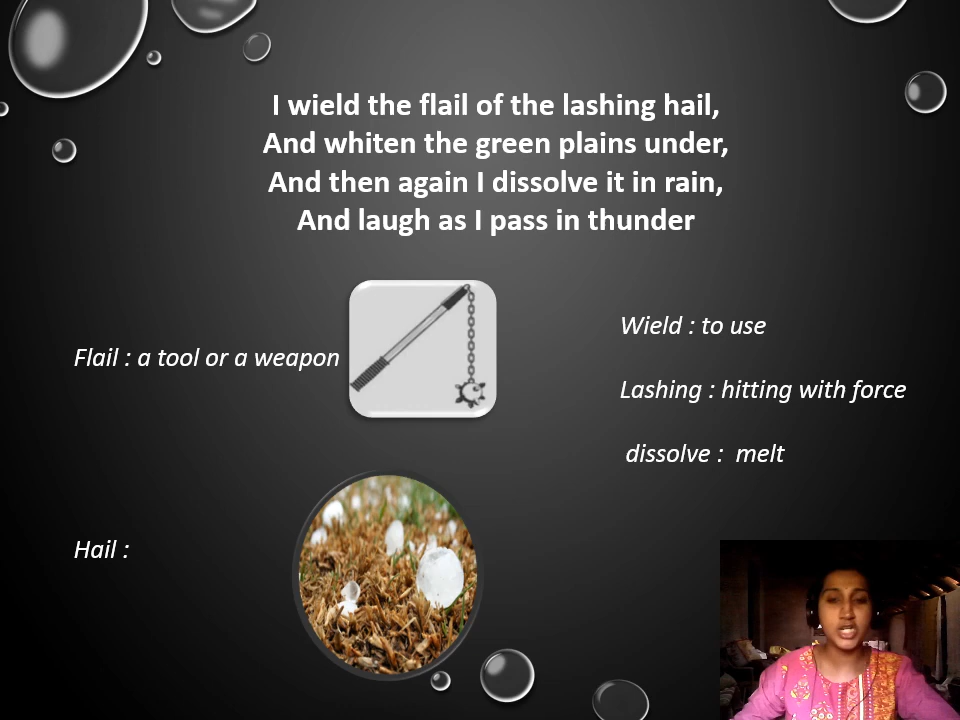 I wield the flail of the lashing hail,
And whiten the green plains under,
And then again I dissolve it in rain,
And laugh as I pass in thunder
Flail : a tool or a weapon
Wield : to use
Lashing : hitting with force
dissolve : melt
Hail :